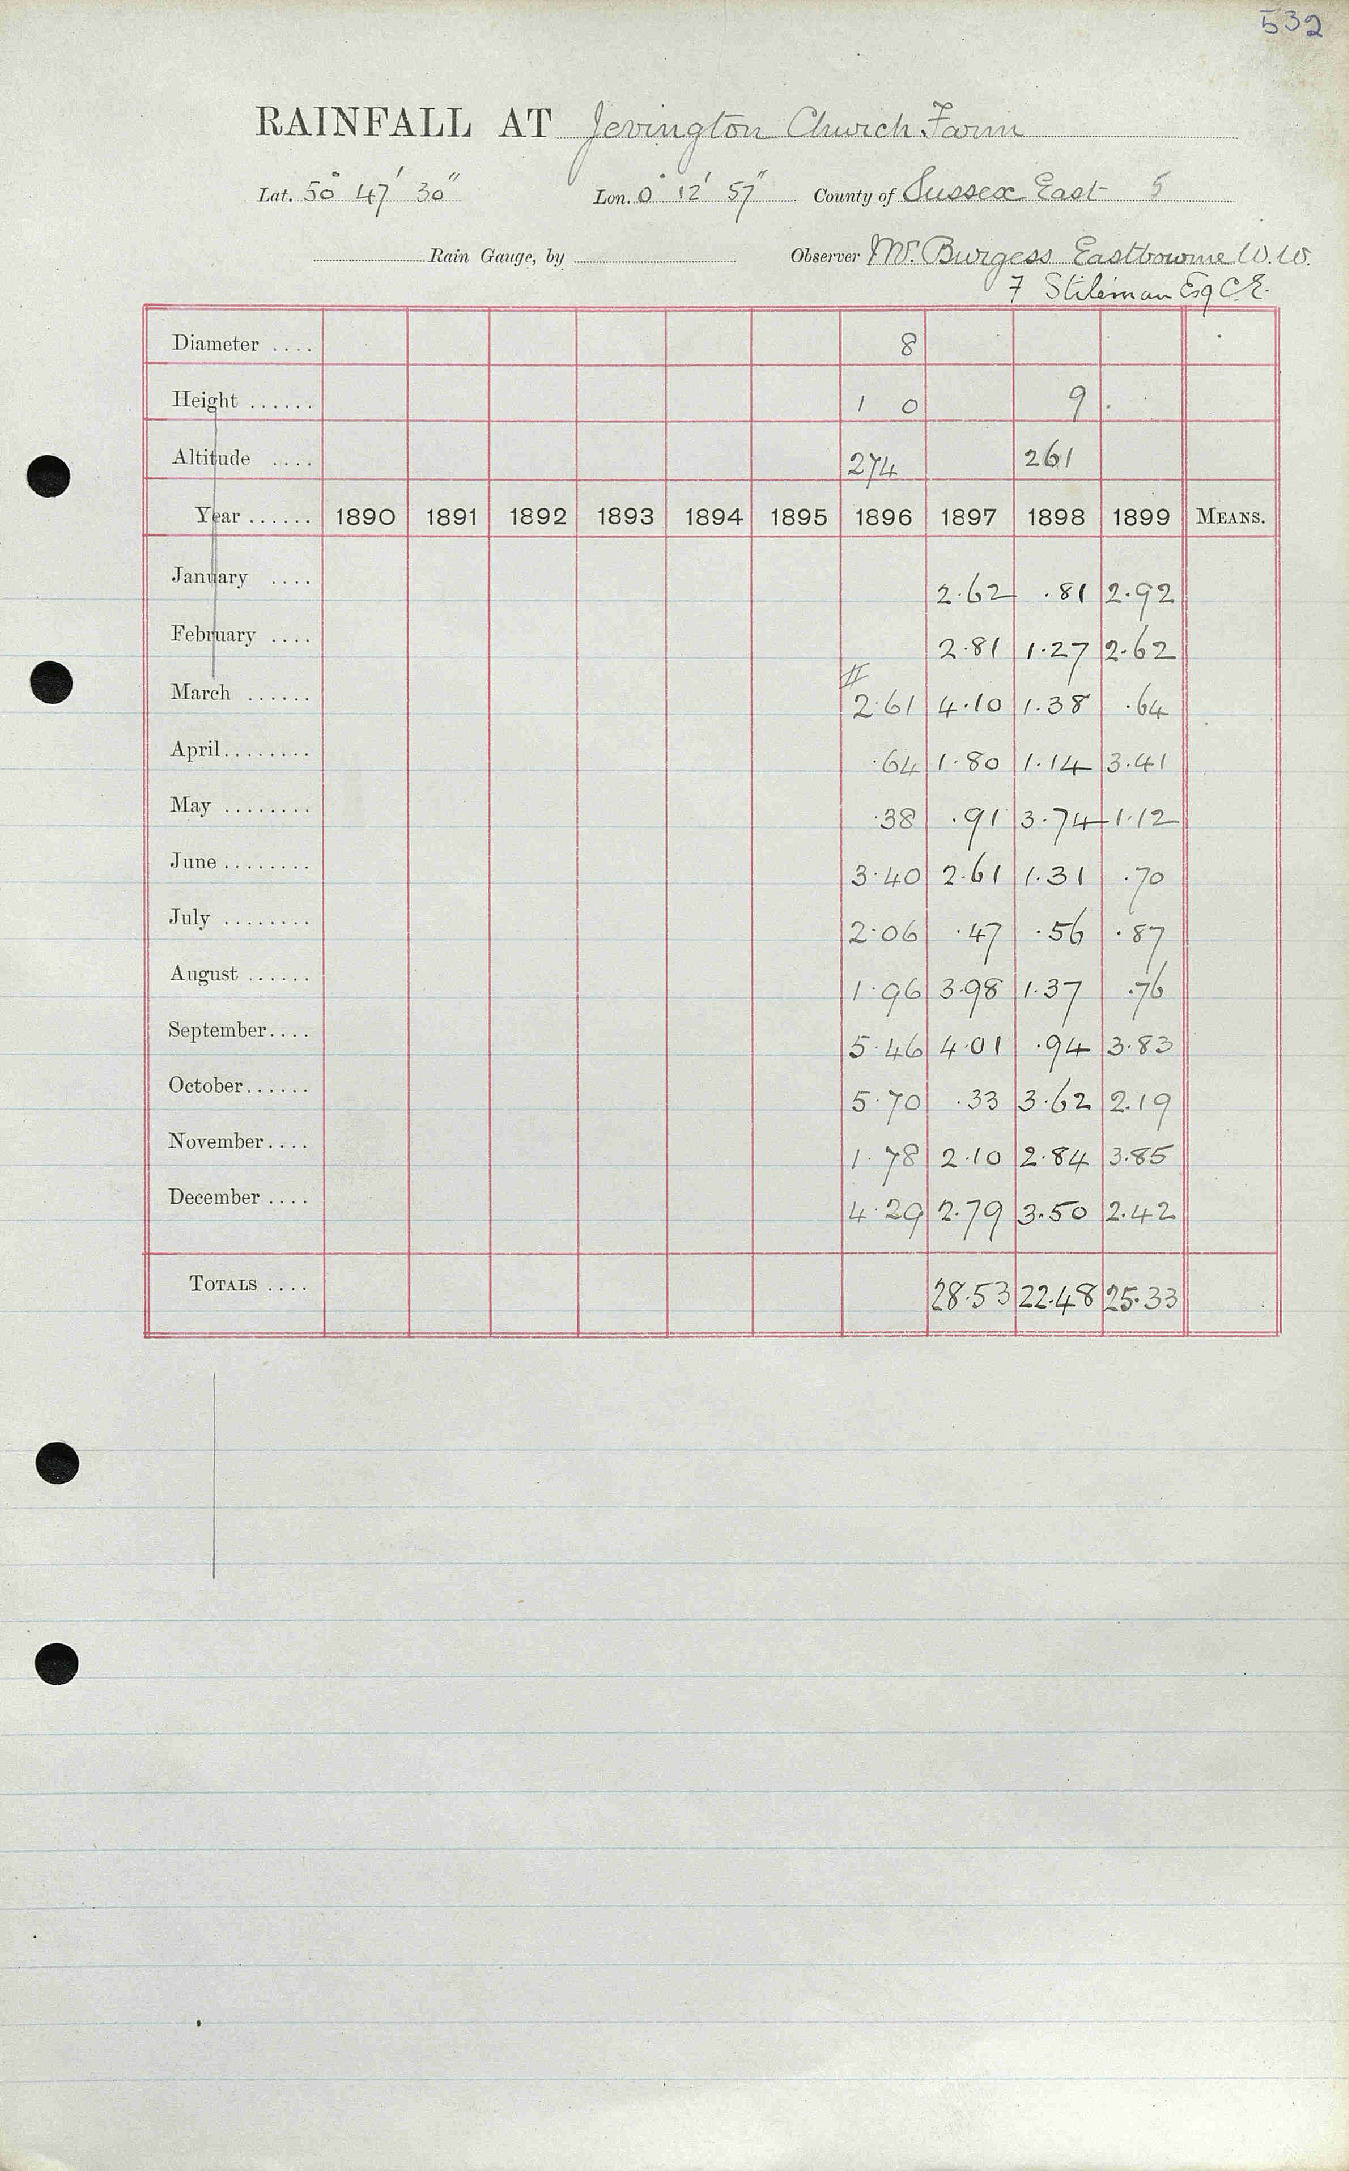 532
RAINFALL AT Jevington Church Farm
Lat. 50° 47' 30" Lon. 0° 12' 57" County of Sussex East 5
Rain Gauge, by Observer Mr. Burgess Eastbourne W.W.
F Stileman Esq C.E.
Diameter .... 8
Height ...... 1 0 9
Altitude .... 274 261
Year ...... 1890 1891 1892 1893 1894 1895 1896 1897 1898 1899 MEANS.
January .... 2.62 .81 2.92
February .... 2.81 1.27 2.62
March ...... 2.61 4.10 1.38 .64
April........ .64 1.80 1.14 3.41
May ........ .38 .91 3.74 1.12
June ........ 3.40 2.61 1.31 .70
July ........ 2.06 .47 .56 .87
August ...... 1.96 3.98 1.37 .76
September.... 5.46 4.01 .94 3.83
October...... 5.70 .33 3.62 2.19
November.... 1.78 2.10 2.84 3.85
December .... 4.29 2.79 3.50 2.42
TOTALS .... 28.53 22.48 25.33